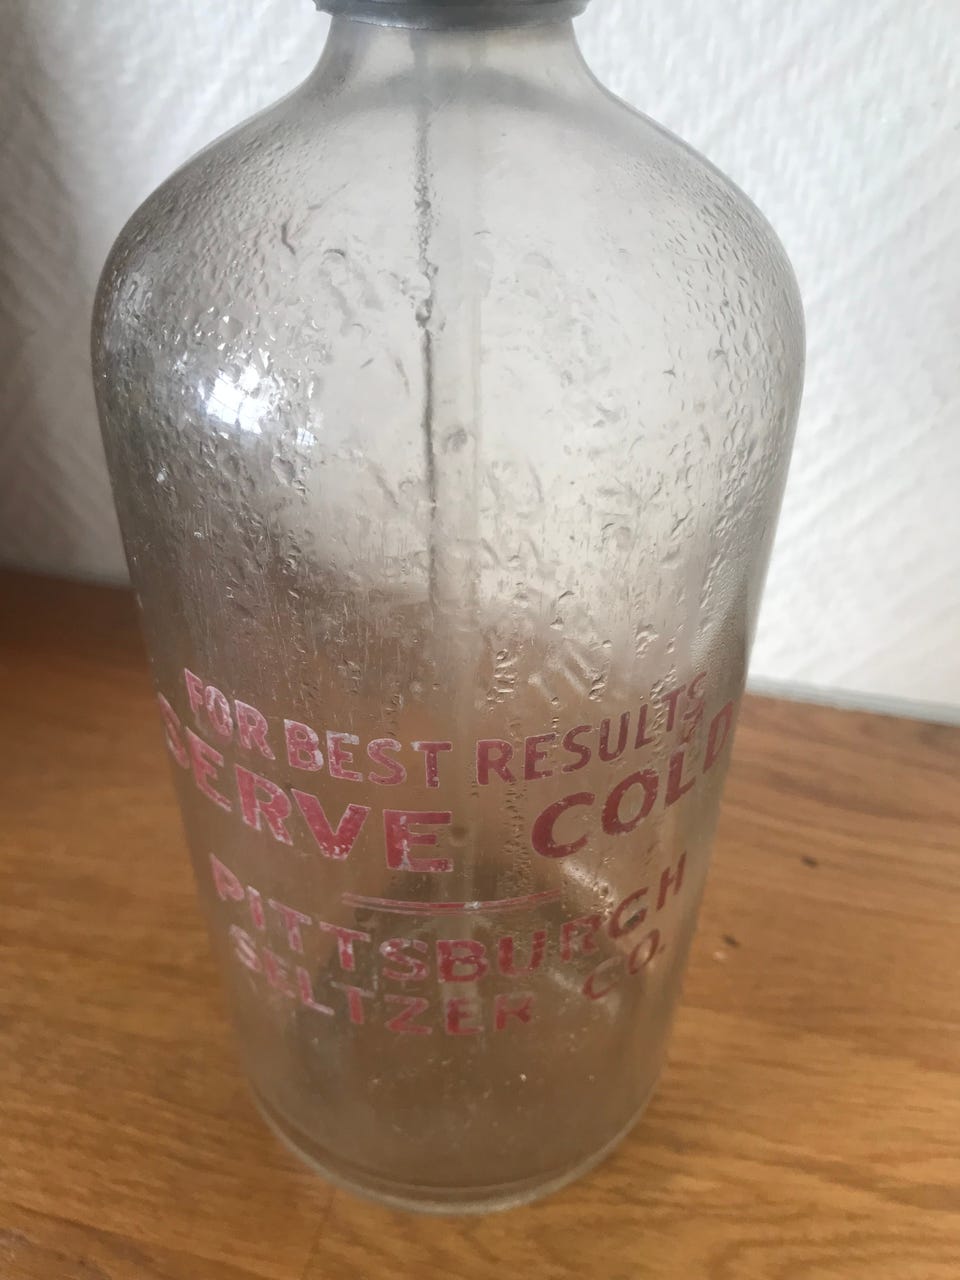 FOR BEST RESULTS
SERVE COLD
PITTSBURGH
SELTZER CO.